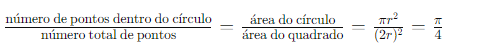 número de pontos dentro do círculo / número total de pontos = área do círculo / área do quadrado = πr² / (2r)² = π / 4